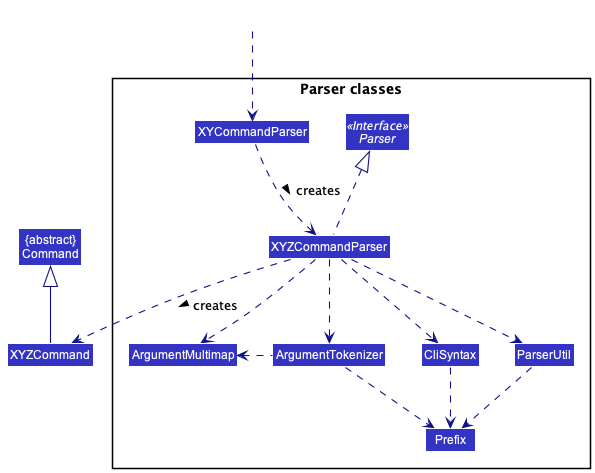 Parser classes
XYCommandParser
«Interface»
Parser
creates
XYZCommandParser
{abstract}
Command
creates
XYZCommand
ArgumentMultimap
ArgumentTokenizer
CliSyntax
ParserUtil
Prefix